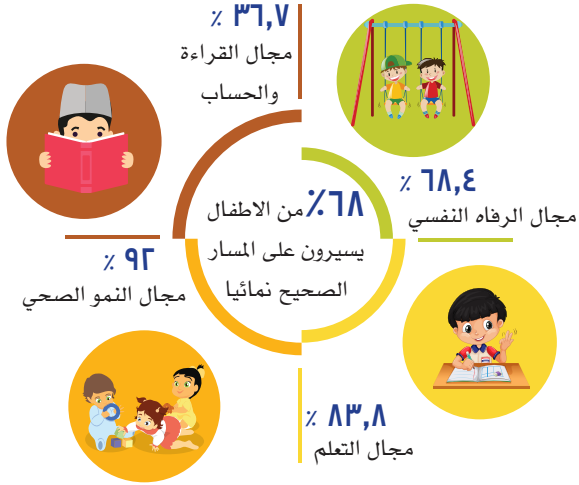 ٣٦,٧ ٪
مجال القراءة
والحساب
٦٨,٤ ٪
مجال الرفاه النفسي
٦٨٪ من الاطفال
يسيرون على المسار
الصحيح نمائيا
٩٢ ٪
مجال النمو الصحي
٨٣,٨ ٪
مجال التعلم